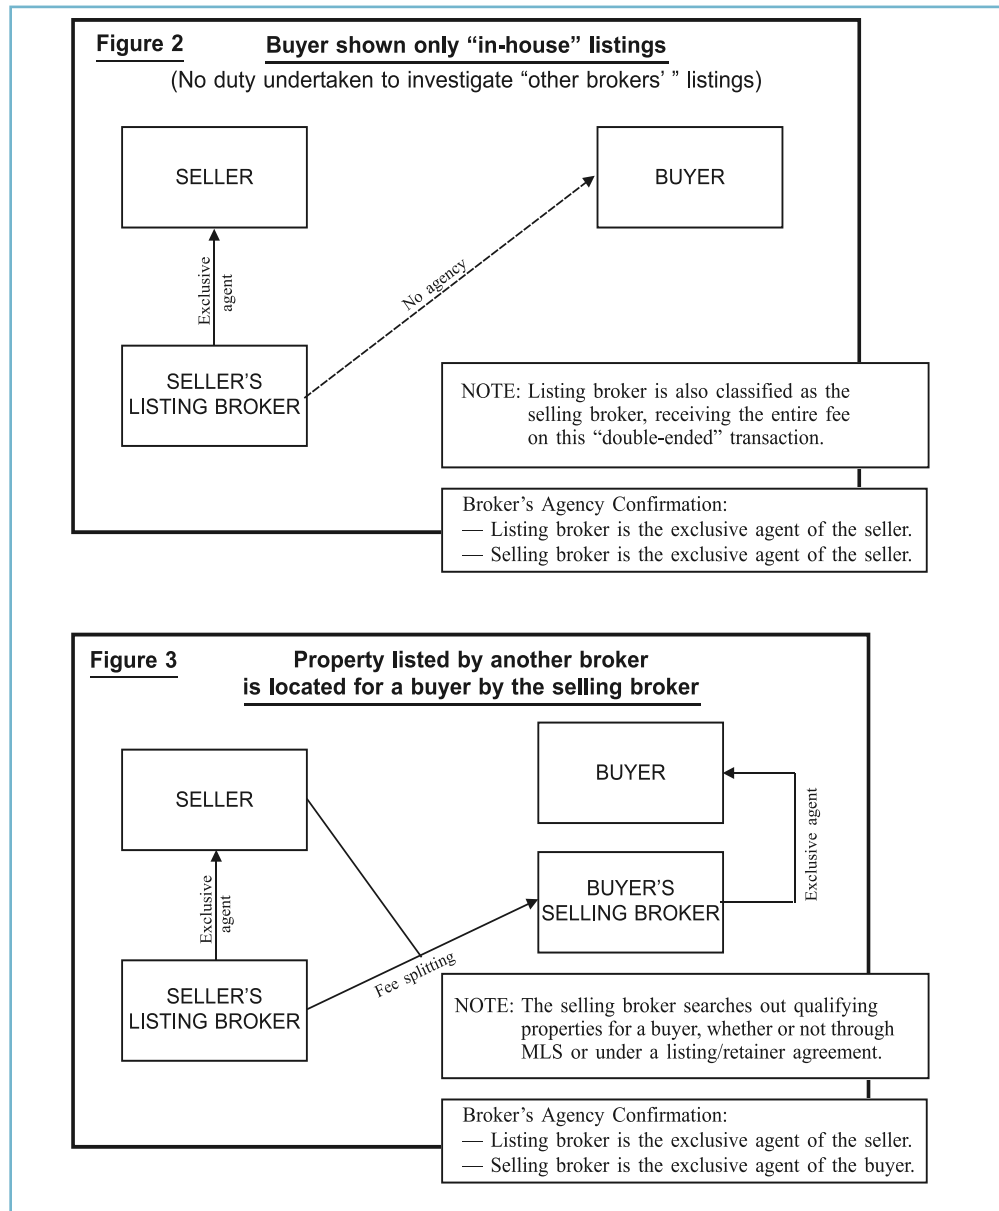 Figure 2
Buyer shown only “in-house” listings
(No duty undertaken to investigate “other brokers’ ” listings)
SELLER
BUYER
Exclusive
agent
No agency
SELLER’S
LISTING BROKER
NOTE: Listing broker is also classified as the
selling broker, receiving the entire fee
on this “double-ended” transaction.
Broker’s Agency Confirmation:
— Listing broker is the exclusive agent of the seller.
— Selling broker is the exclusive agent of the seller.
Figure 3
Property listed by another broker
is located for a buyer by the selling broker
SELLER
BUYER
Exclusive
agent
Exclusive agent
BUYER’S
SELLING BROKER
Fee splitting
SELLER’S
LISTING BROKER
NOTE: The selling broker searches out qualifying
properties for a buyer, whether or not through
MLS or under a listing/retainer agreement.
Broker’s Agency Confirmation:
— Listing broker is the exclusive agent of the seller.
— Selling broker is the exclusive agent of the buyer.